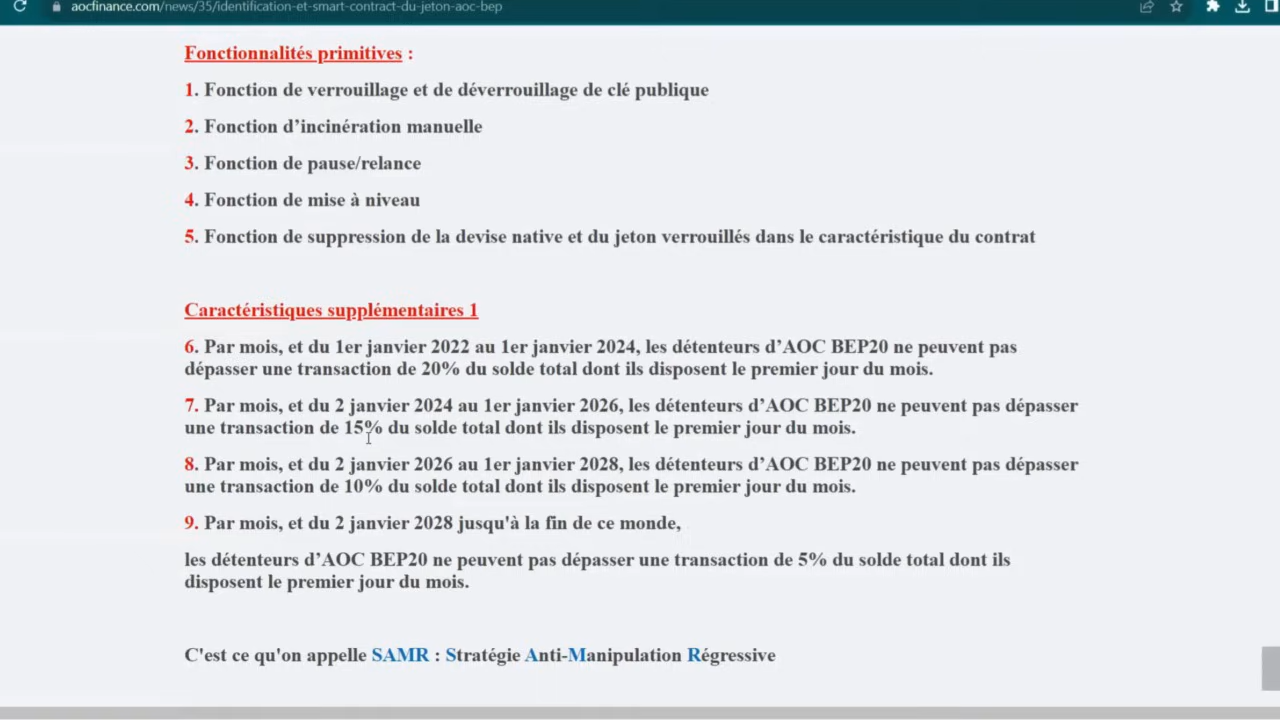 aocfinance.com/news/35/identification-et-smart-contract-du-jeton-aoc-bep
Fonctionnalités primitives :
1. Fonction de verrouillage et de déverrouillage de clé publique
2. Fonction d’incinération manuelle
3. Fonction de pause/relance
4. Fonction de mise à niveau
5. Fonction de suppression de la devise native et du jeton verrouillés dans le caractéristique du contrat
Caractéristiques supplémentaires 1
6. Par mois, et du 1er janvier 2022 au 1er janvier 2024, les détenteurs d’AOC BEP20 ne peuvent pas
dépasser une transaction de 20% du solde total dont ils disposent le premier jour du mois.
7. Par mois, et du 2 janvier 2024 au 1er janvier 2026, les détenteurs d’AOC BEP20 ne peuvent pas dépasser
une transaction de 15% du solde total dont ils disposent le premier jour du mois.
8. Par mois, et du 2 janvier 2026 au 1er janvier 2028, les détenteurs d’AOC BEP20 ne peuvent pas dépasser
une transaction de 10% du solde total dont ils disposent le premier jour du mois.
9. Par mois, et du 2 janvier 2028 jusqu'à la fin de ce monde,
les détenteurs d’AOC BEP20 ne peuvent pas dépasser une transaction de 5% du solde total dont ils
disposent le premier jour du mois.
C'est ce qu'on appelle SAMR : Stratégie Anti-Manipulation Régressive